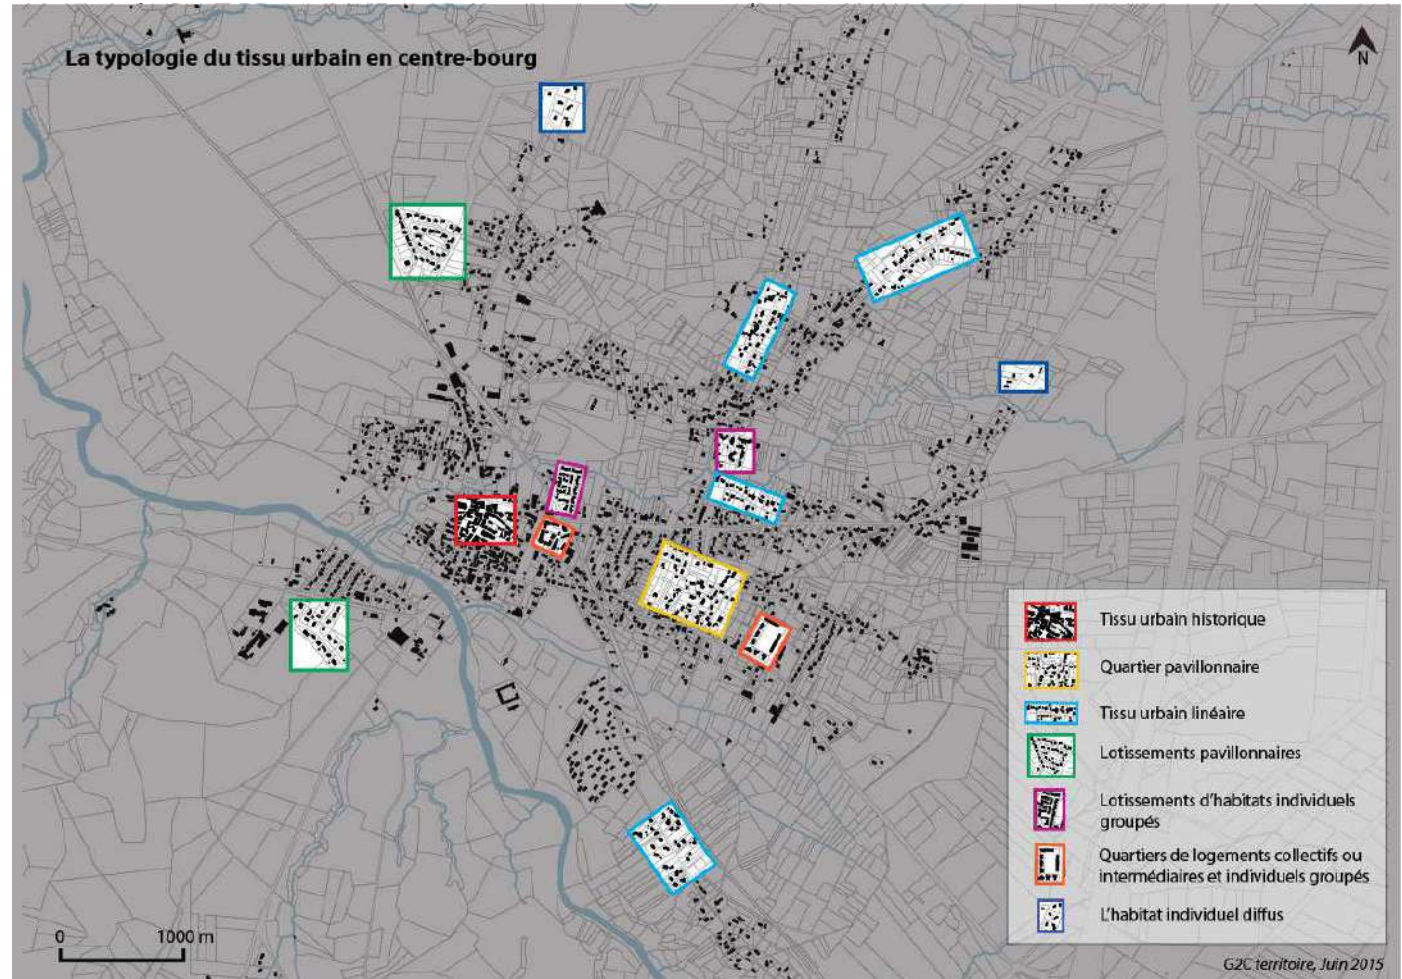 La typologie du tissu urbain en centre-bourg
N
Tissu urbain historique
Quartier pavillonnaire
Tissu urbain linéaire
Lotissements pavillonnaires
Lotissements d'habitats individuels
groupés
Quartiers de logements collectifs ou
intermédiaires et individuels groupés
L'habitat individuel diffus
0 1000 m
G2C territoire, Juin 2015